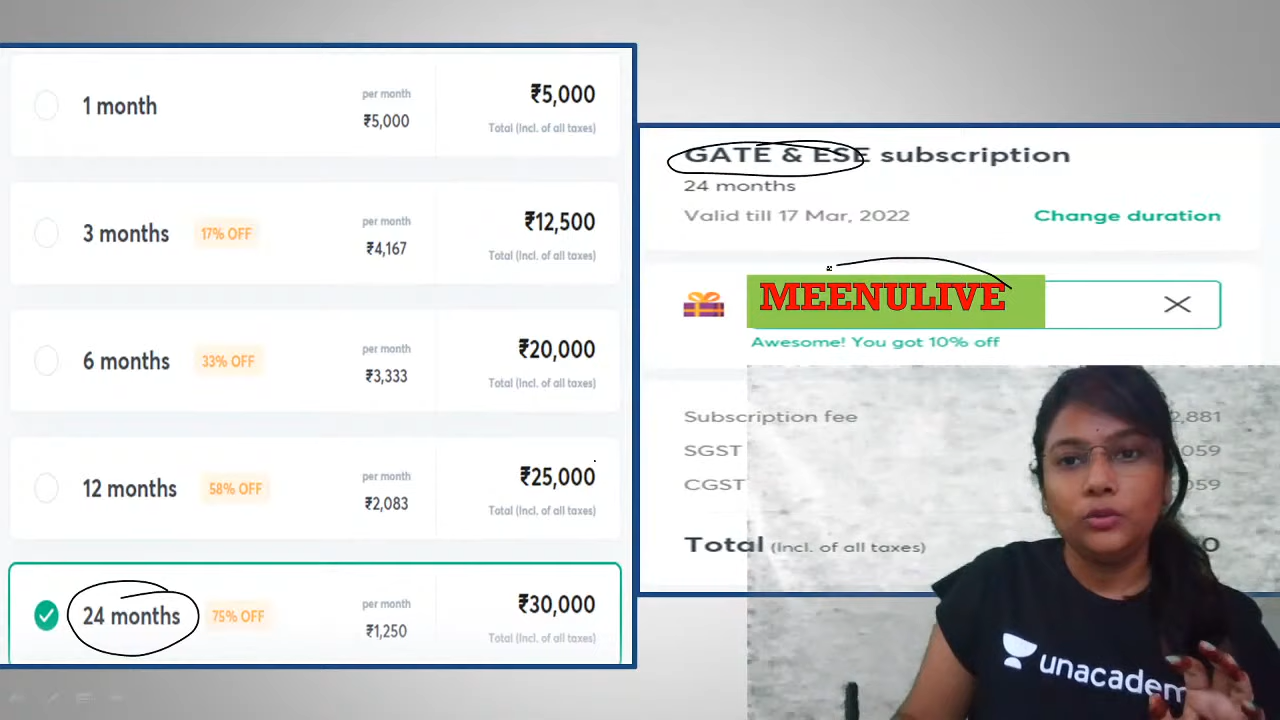 1 month
per month
₹5,000
₹5,000
Total (Incl. of all taxes)
3 months
17% OFF
per month
₹4,167
₹12,500
Total (Incl. of all taxes)
6 months
33% OFF
per month
₹3,333
₹20,000
Total (Incl. of all taxes)
12 months
58% OFF
per month
₹2,083
₹25,000
Total (Incl. of all taxes)
24 months
75% OFF
per month
₹1,250
₹30,000
Total (Incl. of all taxes)
GATE & ESE subscription
24 months
Valid till 17 Mar, 2022
Change duration
MEENULIVE
Awesome! You got 10% off
Subscription fee
2,881
SGST
059
CGST
059
Total (Incl. of all taxes)
0
unacadem